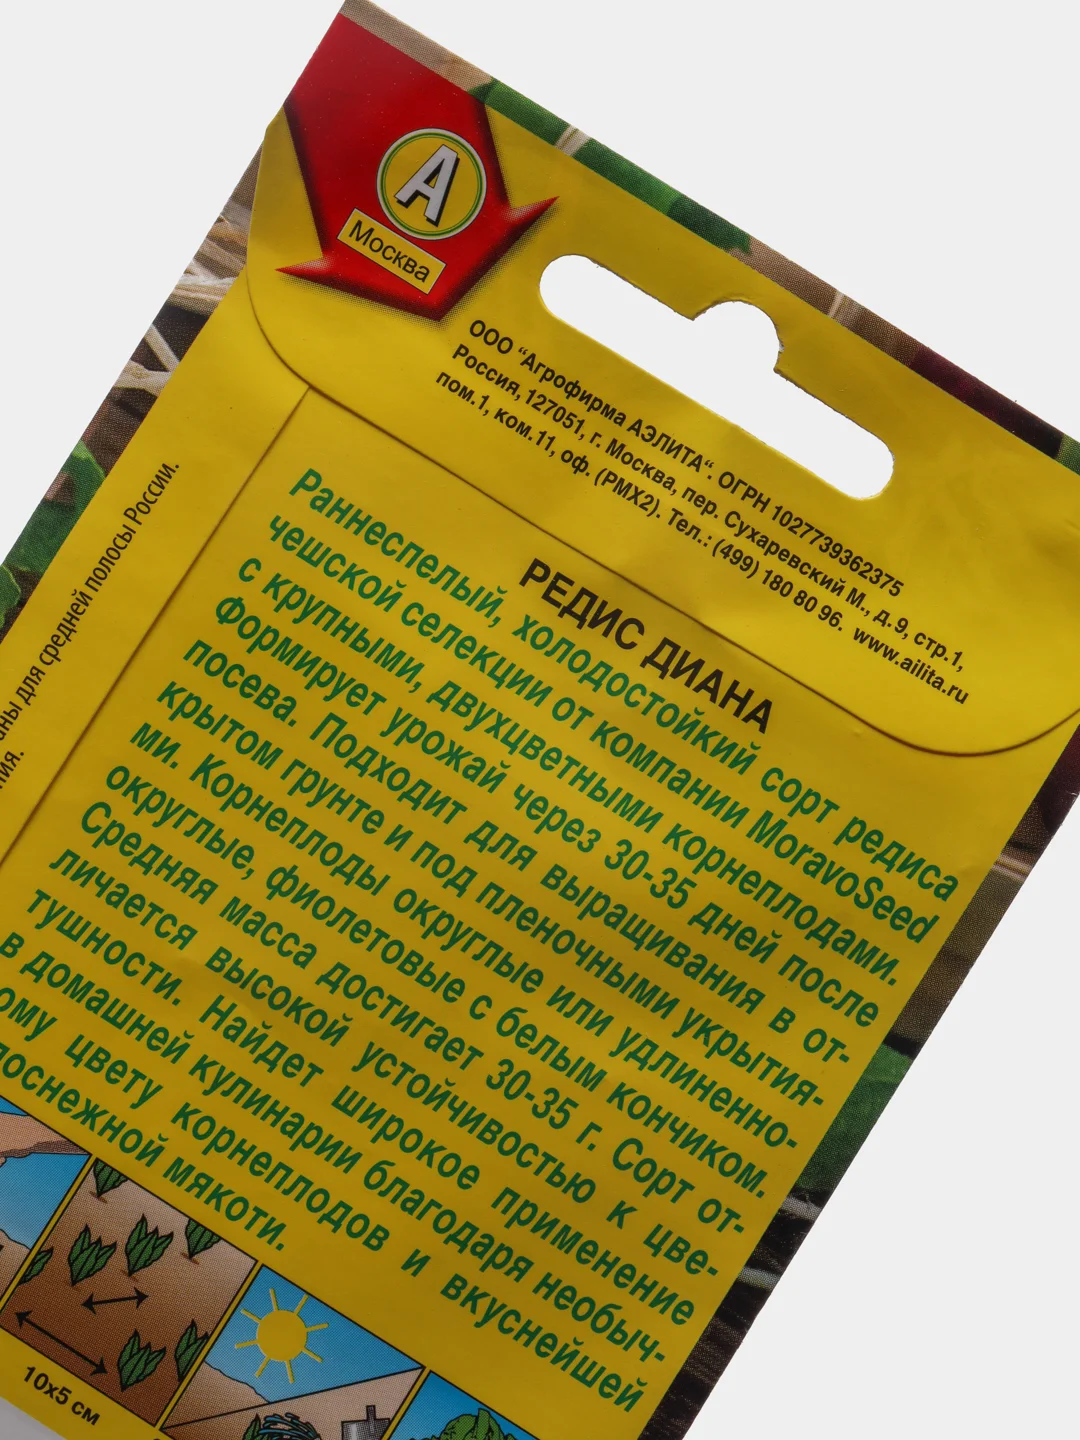 А
Москва
ООО “Агрофирма АЭЛИТА“. ОГРН 1027739362375
Россия, 127051, г. Москва, пер. Сухаревский М., д.9, стр.1,
пом.1, ком.11, оф. (РМХ2). Тел.: (499) 180 80 96. www.ailita.ru
РЕДИС ДИАНА
Раннеспелый, холодостойкий сорт редиса
чешской селекции от компании MoravoSeed
с крупными, двухцветными корнеплодами.
Формирует урожай через 30-35 дней после
посева. Подходит для выращивания в от-
крытом грунте и под пленочными укрытия-
ми. Корнеплоды округлые или удлиненно-
округлые, фиолетовые с белым кончиком.
Средняя масса достигает 30-35 г. Сорт от-
личается высокой устойчивостью к цве-
тушности. Найдет широкое применение
в домашней кулинарии благодаря необыч-
ому цвету корнеплодов и вкуснейшей
оснежной мякоти.
для средней полосы России.
10х5 см